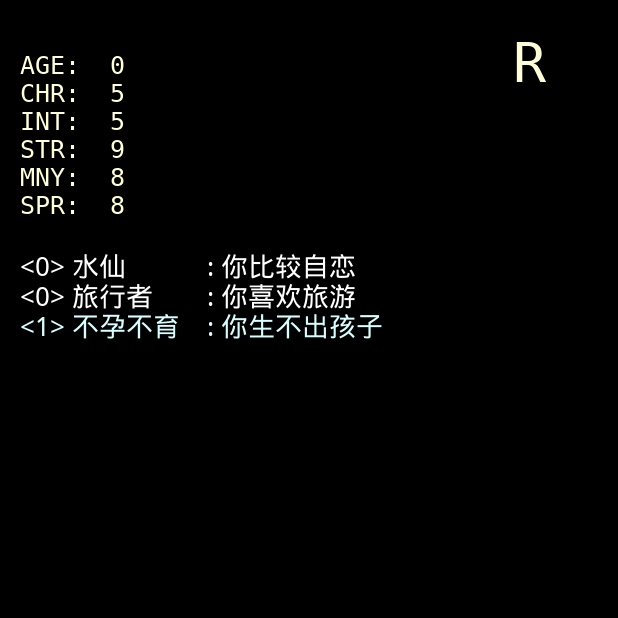 R
AGE: 0
CHR: 5
INT: 5
STR: 9
MNY: 8
SPR: 8
<0> 水仙 : 你比较自恋
<0> 旅行者 : 你喜欢旅游
<1> 不孕不育 : 你生不出孩子